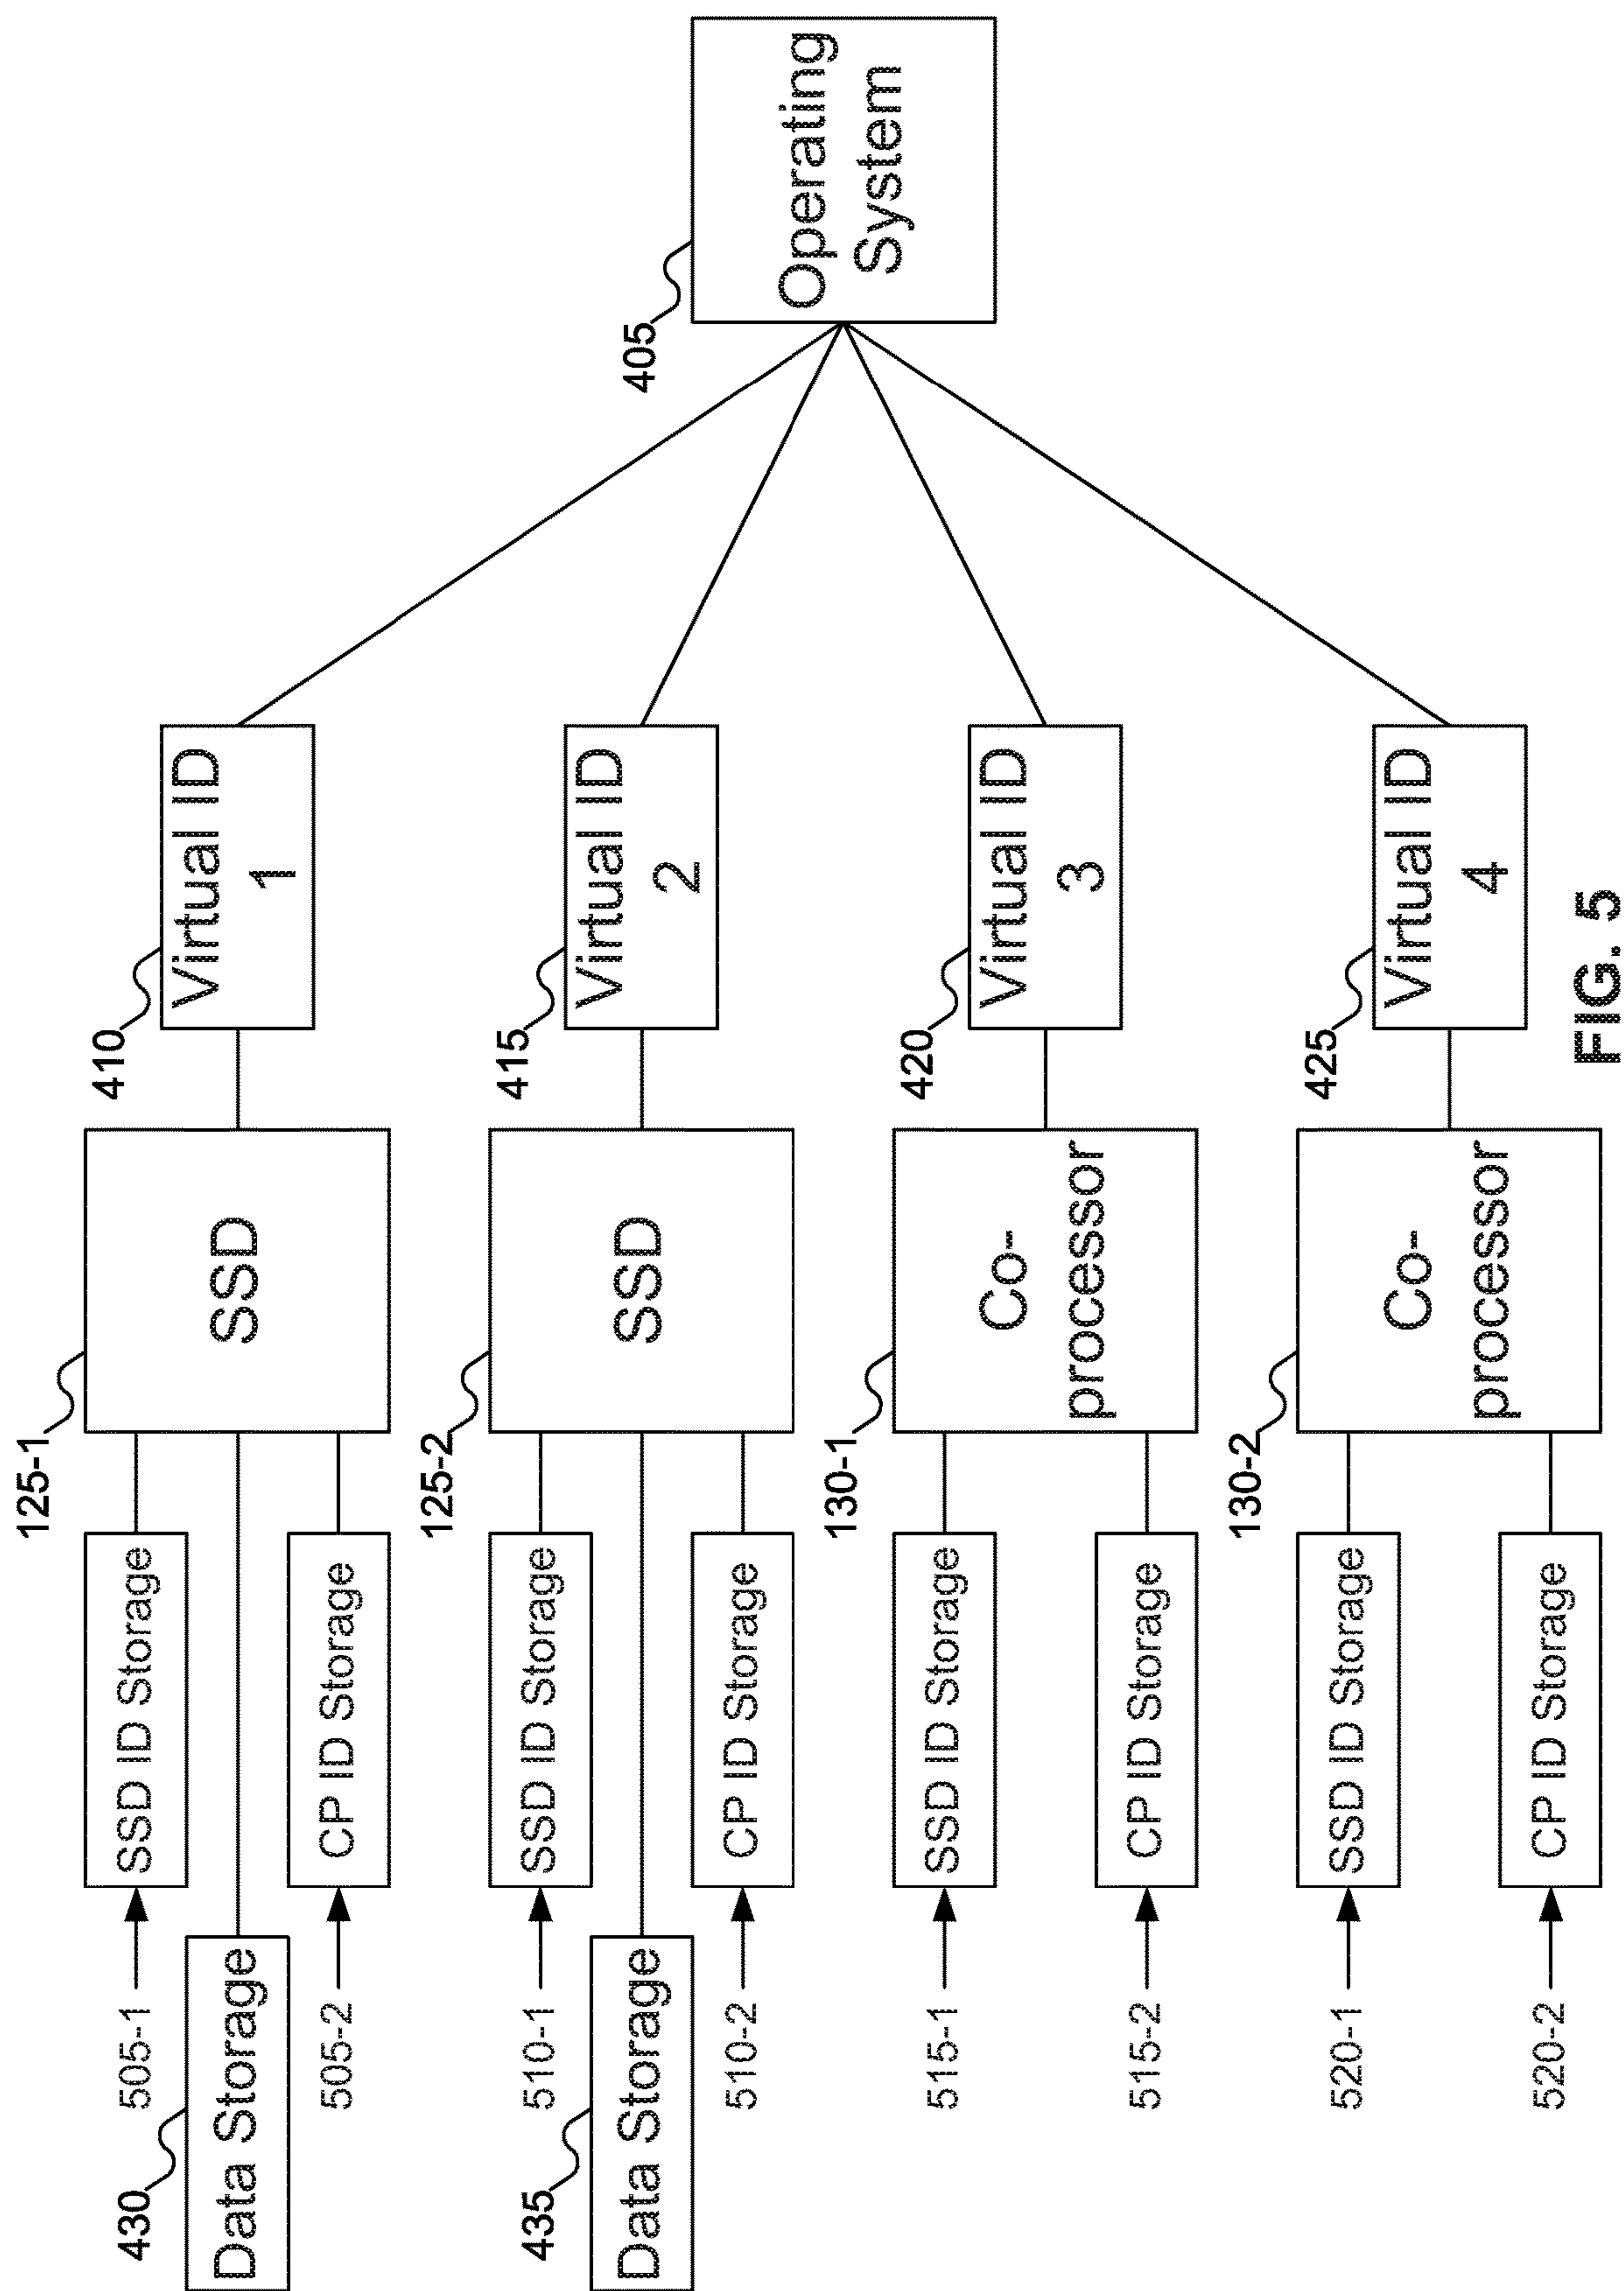 430
Data Storage
505-1
SSD ID Storage
505-2
CP ID Storage
125-1
SSD
410
Virtual ID
1
435
Data Storage
510-1
SSD ID Storage
510-2
CP ID Storage
125-2
SSD
415
Virtual ID
2
405
Operating
System
515-1
SSD ID Storage
515-2
CP ID Storage
130-1
Co-
processor
420
Virtual ID
3
520-1
SSD ID Storage
520-2
CP ID Storage
130-2
Co-
processor
425
Virtual ID
4
FIG. 5